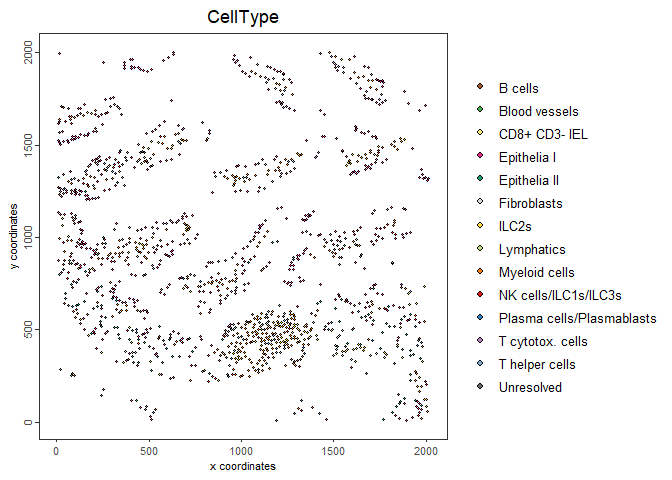 CellType
2000
1500
1000
500
0
y coordinates
0 500 1000 1500 2000
x coordinates
B cells
Blood vessels
CD8+ CD3- IEL
Epithelia I
Epithelia II
Fibroblasts
ILC2s
Lymphatics
Myeloid cells
NK cells/ILC1s/ILC3s
Plasma cells/Plasmablasts
T cytotox. cells
T helper cells
Unresolved